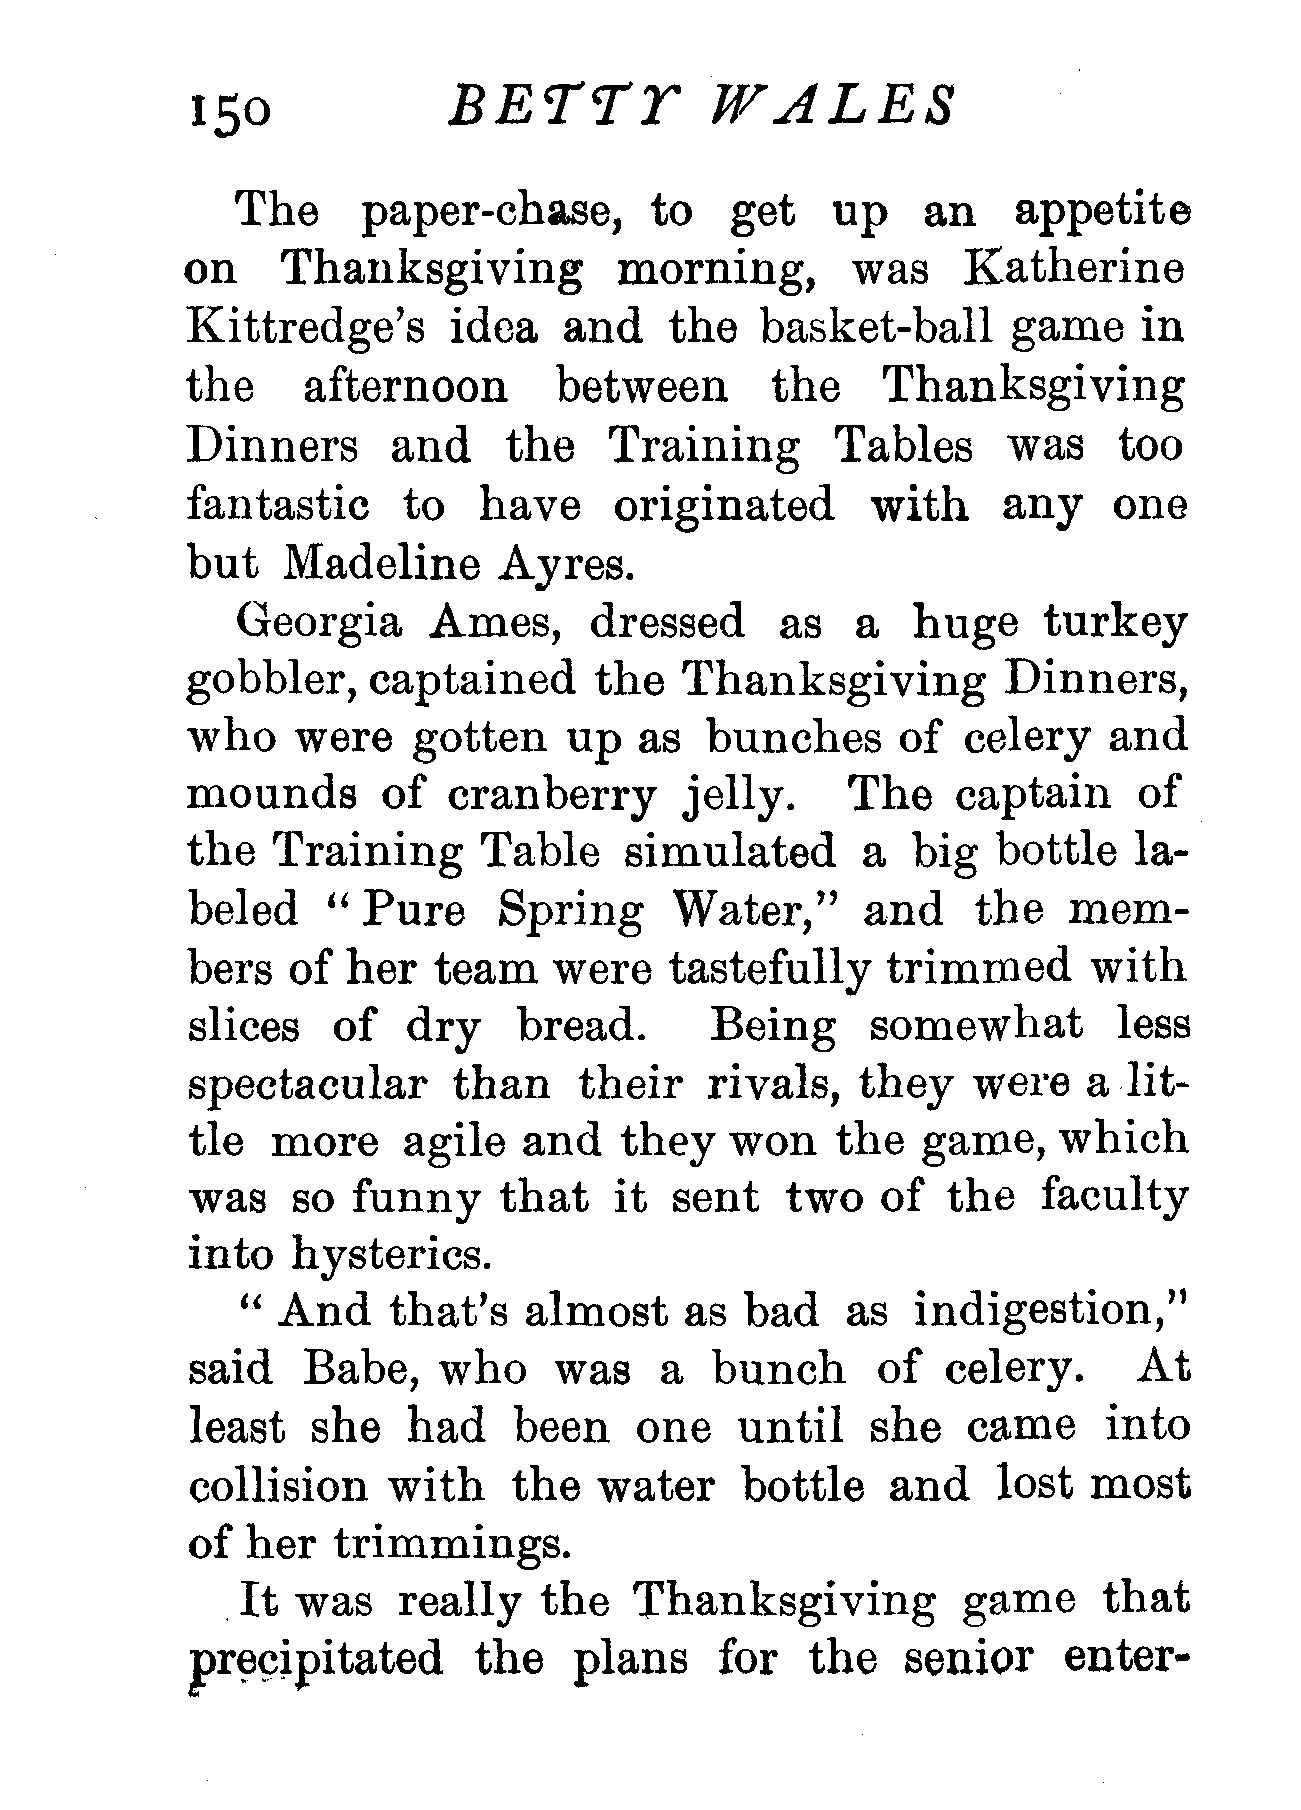 150 BETTY WALES
The paper-chase, to get up an appetite
on Thanksgiving morning, was Katherine
Kittredge's idea and the basket-ball game in
the afternoon between the Thanksgiving
Dinners and the Training Tables was too
fantastic to have originated with any one
but Madeline Ayres.
Georgia Ames, dressed as a huge turkey
gobbler, captained the Thanksgiving Dinners,
who were gotten up as bunches of celery and
mounds of cranberry jelly. The captain of
the Training Table simulated a big bottle la-
beled “ Pure Spring Water,” and the mem-
bers of her team were tastefully trimmed with
slices of dry bread. Being somewhat less
spectacular than their rivals, they were a lit-
tle more agile and they won the game, which
was so funny that it sent two of the faculty
into hysterics.
“ And that's almost as bad as indigestion,”
said Babe, who was a bunch of celery. At
least she had been one until she came into
collision with the water bottle and lost most
of her trimmings.
It was really the Thanksgiving game that
precipitated the plans for the senior enter-